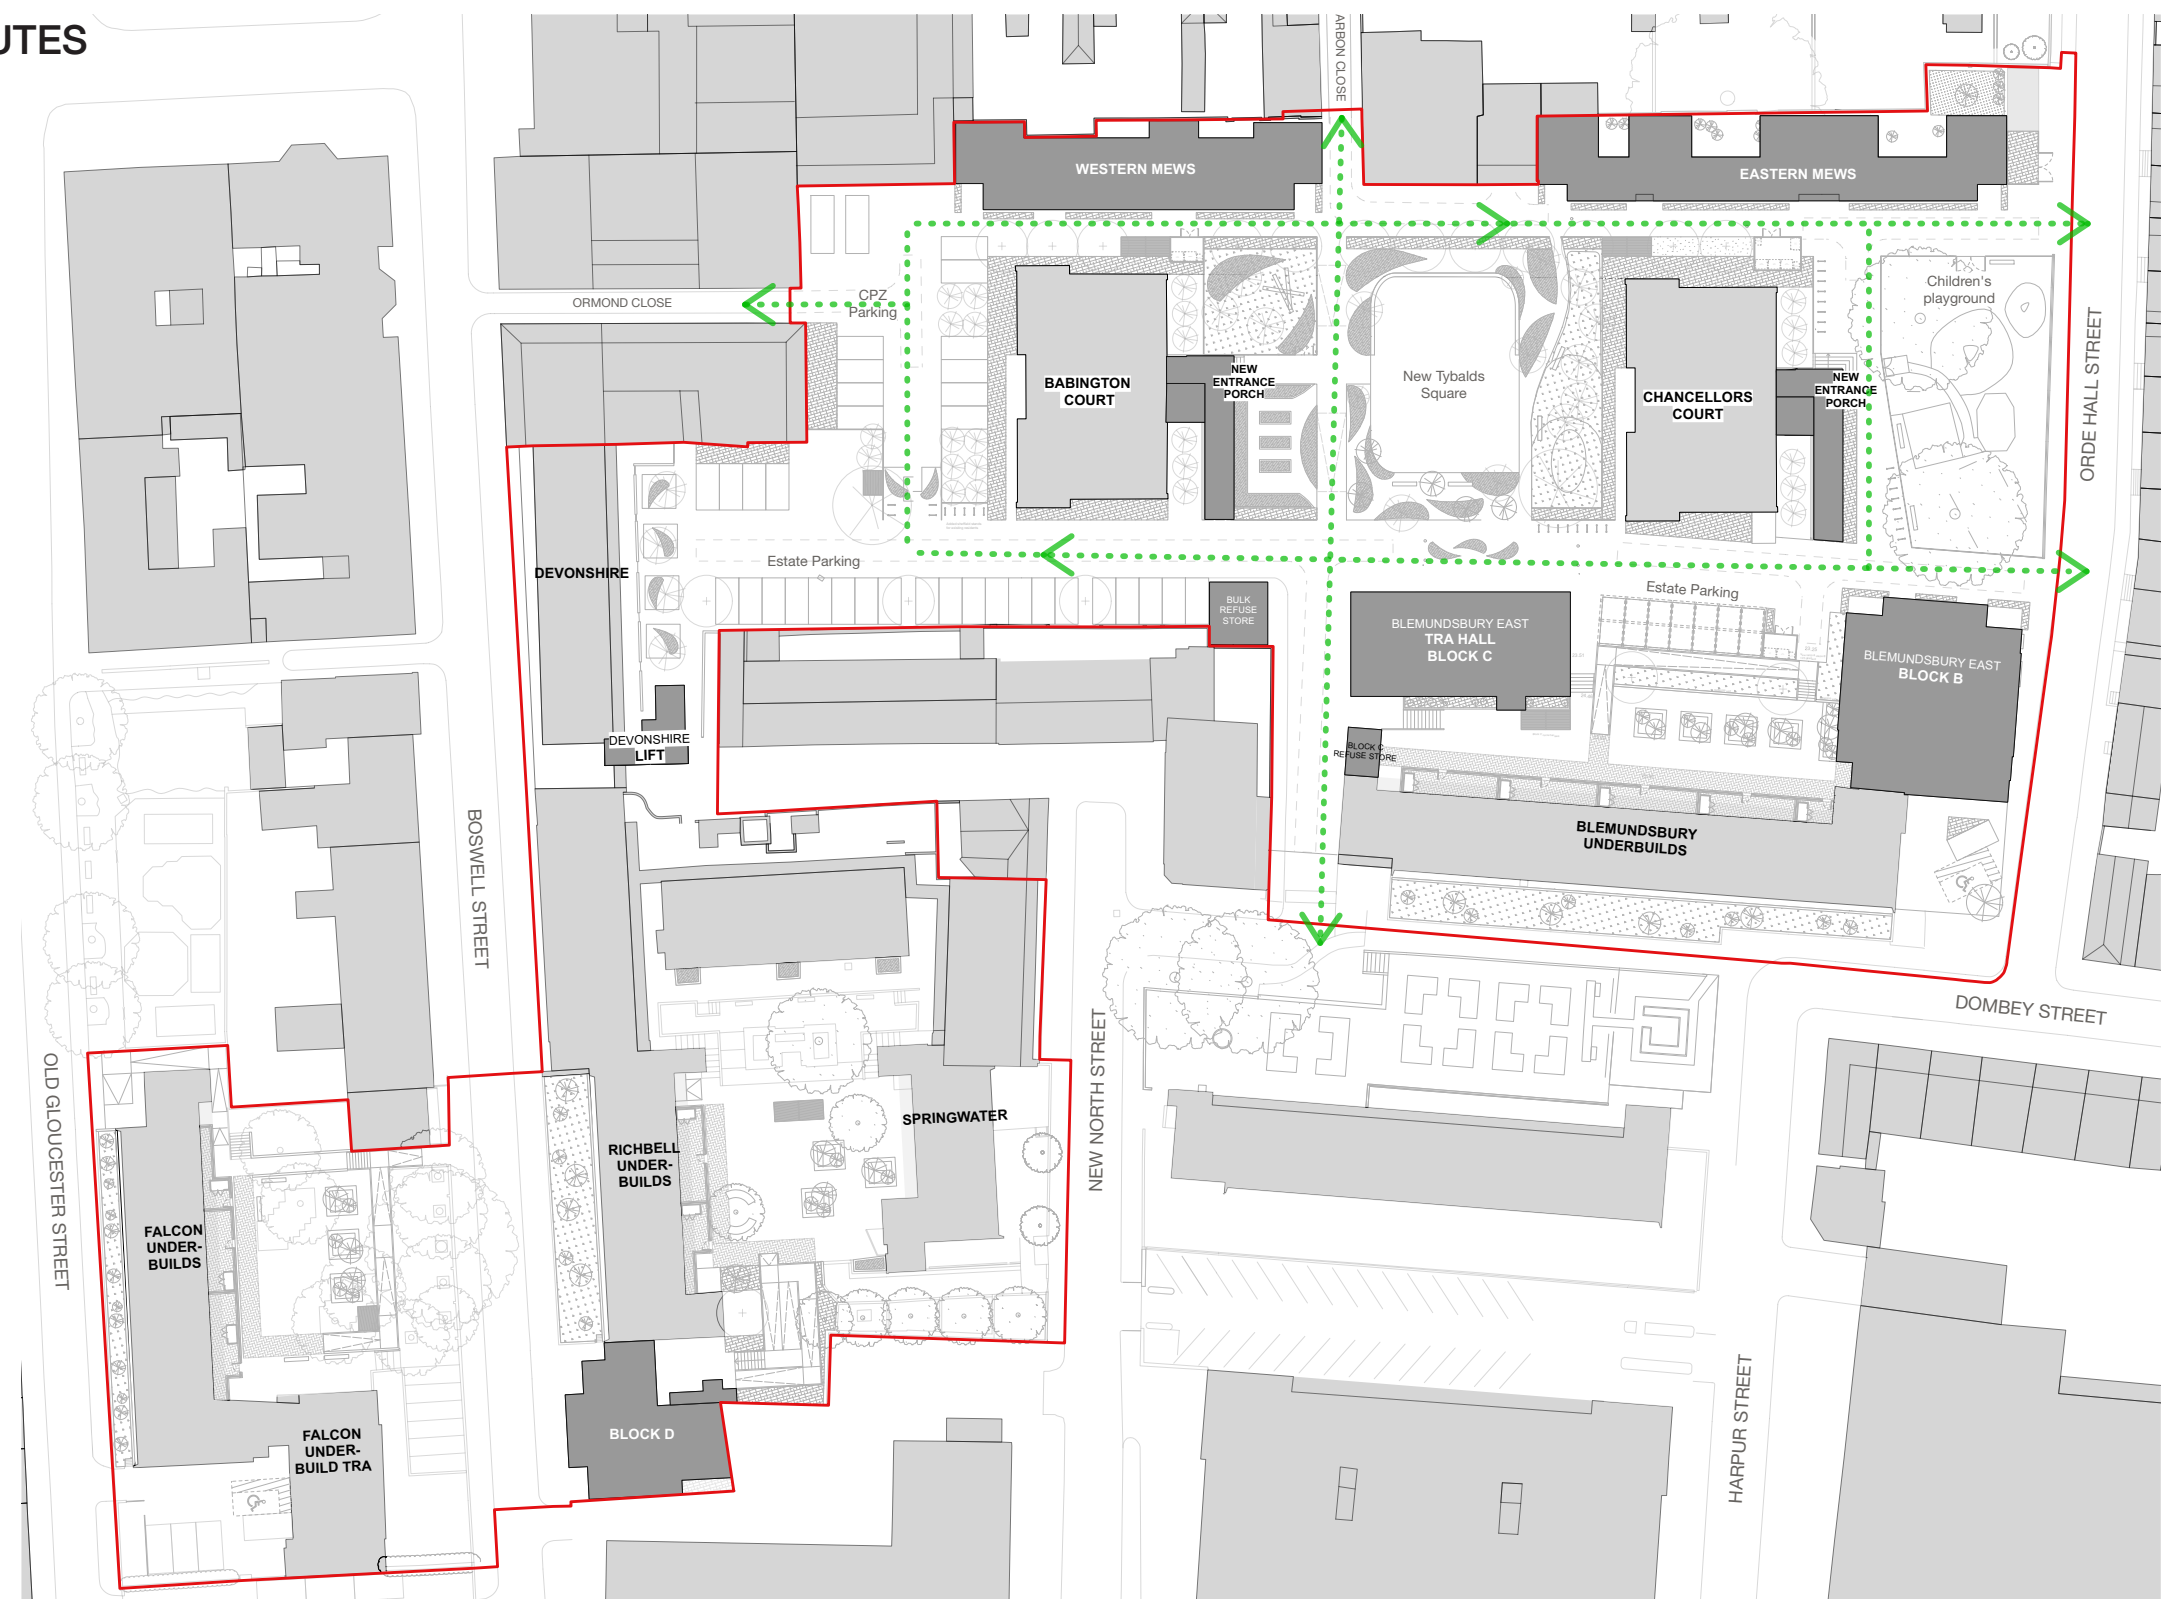 UTES
ARBON CLOSE
WESTERN MEWS
EASTERN MEWS
ORMOND CLOSE
CPZ
Parking
Children's
playground
BABINGTON
COURT
NEW
ENTRANCE
PORCH
New Tybalds
Square
CHANCELLORS
COURT
NEW
ENTRANCE
PORCH
ORDE HALL STREET
DEVONSHIRE
Estate Parking
Estate Parking
BULK
REFUSE
STORE
BLEMUNDSBURY EAST
TRA HALL
BLOCK C
BLEMUNDSBURY EAST
BLOCK B
DEVONSHIRE
LIFT
BLOCK C
REFUSE STORE
BLEMUNDSBURY
UNDERBUILDS
BOSWELL STREET
DOMBEY STREET
OLD GLOUCESTER STREET
NEW NORTH STREET
SPRINGWATER
RICHBELL
UNDER-
BUILDS
FALCON
UNDER-
BUILDS
FALCON
UNDER-
BUILD TRA
BLOCK D
HARPUR STREET